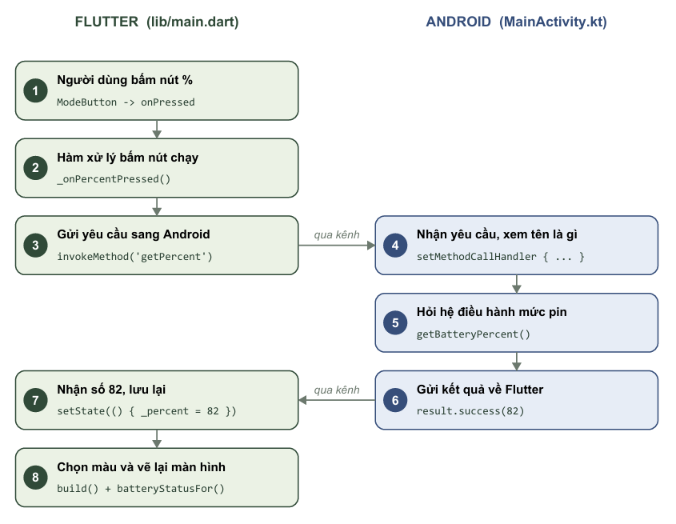 FLUTTER (lib/main.dart)
ANDROID (MainActivity.kt)
1
Người dùng bấm nút %
ModeButton -> onPressed
2
Hàm xử lý bấm nút chạy
_onPercentPressed()
3
Gửi yêu cầu sang Android
invokeMethod('getPercent')
qua kênh
4
Nhận yêu cầu, xem tên là gì
setMethodCallHandler { ... }
5
Hỏi hệ điều hành mức pin
getBatteryPercent()
6
Gửi kết quả về Flutter
result.success(82)
qua kênh
7
Nhận số 82, lưu lại
setState(() { _percent = 82 })
8
Chọn màu và vẽ lại màn hình
build() + batteryStatusFor()